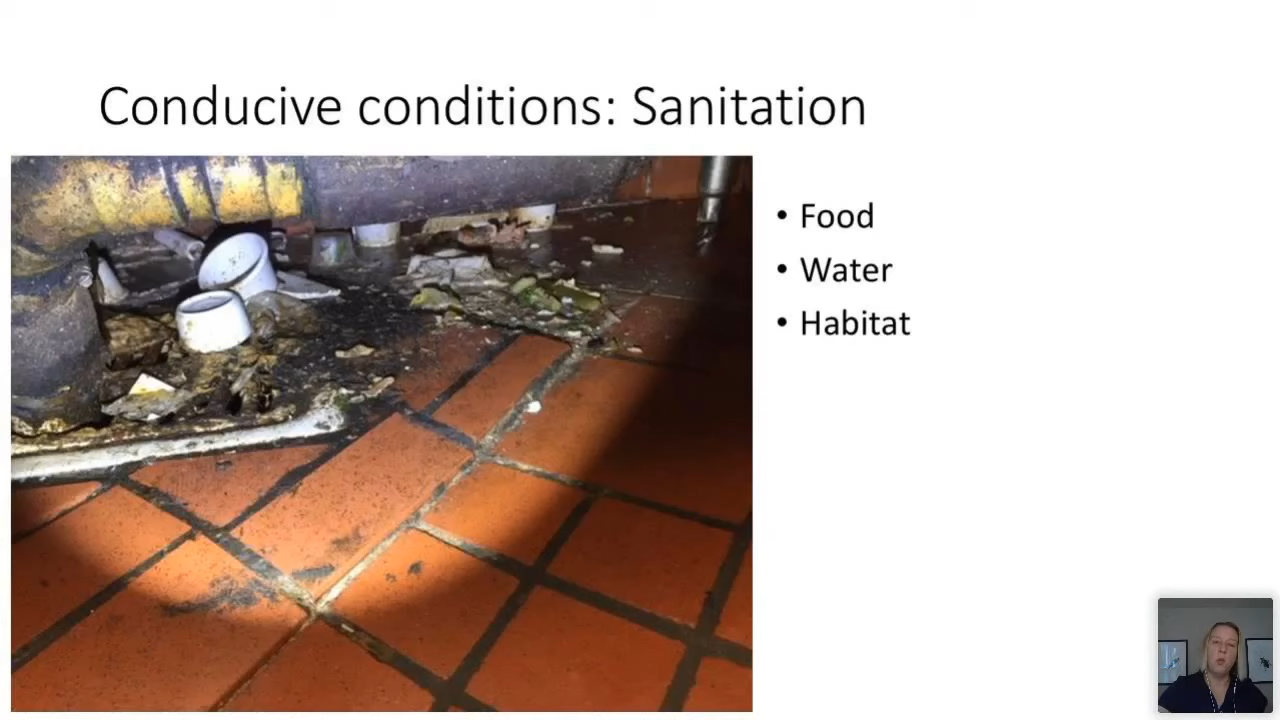 Conducive conditions: Sanitation
• Food
• Water
• Habitat